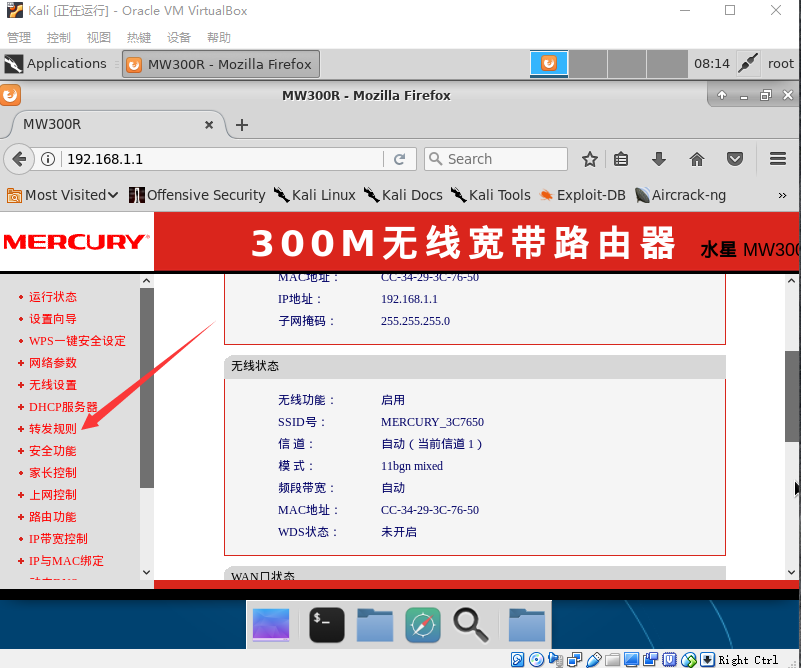 Kali [正在运行] - Oracle VM VirtualBox
管理 控制 视图 热键 设备 帮助
Applications MW300R - Mozilla Firefox 08:14 root
MW300R - Mozilla Firefox
MW300R
192.168.1.1 Search
Most Visited Offensive Security Kali Linux Kali Docs Kali Tools Exploit-DB Aircrack-ng
MERCURY 300M无线宽带路由器 水星 MW300
运行状态
设置向导
WPS一键安全设定
网络参数
无线设置
DHCP服务器
转发规则
安全功能
家长控制
上网控制
路由功能
IP带宽控制
IP与MAC绑定
MAC地址: CC-34-29-3C-76-50
IP地址: 192.168.1.1
子网掩码: 255.255.255.0
无线状态
无线功能: 启用
SSID号: MERCURY_3C7650
信 道: 自动(当前信道 1)
模 式: 11bgn mixed
频段带宽: 自动
MAC地址: CC-34-29-3C-76-50
WDS状态: 未开启
WAN口状态
Right Ctrl